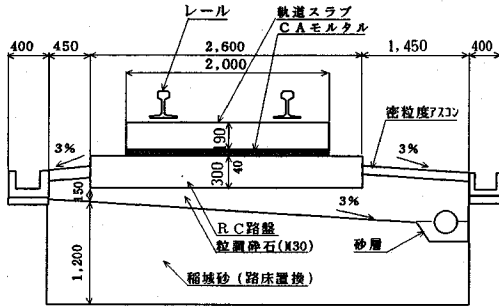 レール
軌道スラブ
CAモルタル
400
450
2,600
1,450
400
2,000
密粒度アスコン
3%
190
3%
300
40
150
3%
RC路盤
粒調砕石(M30)
砂層
1,200
稲城砂(路床置換)